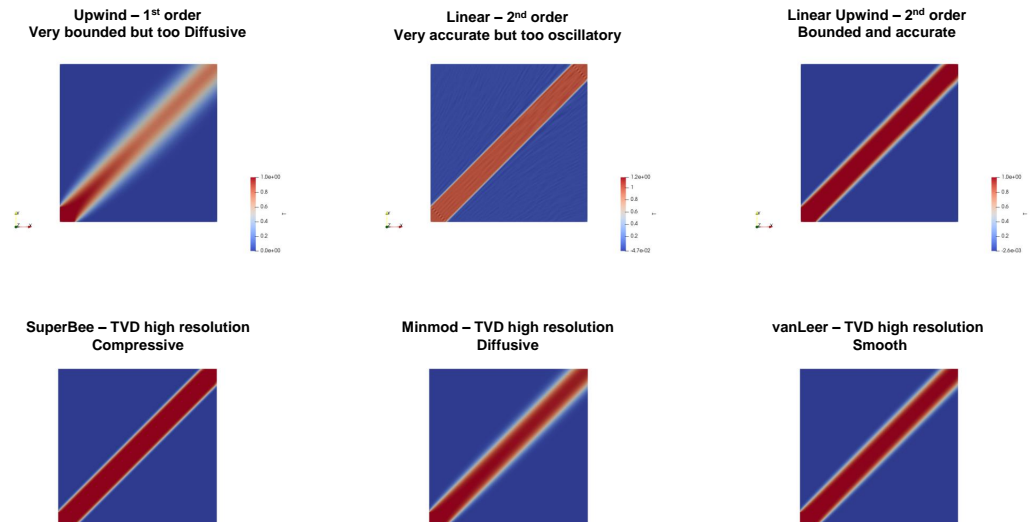 Upwind – 1st order
Very bounded but too Diffusive
Linear – 2nd order
Very accurate but too oscillatory
Linear Upwind – 2nd order
Bounded and accurate
1.0e+00
0.8
0.6
0.4
0.2
0.0e+00
1.2e+00
1
0.8
0.6
0.4
0.2
-4.7e-02
1.0e+00
0.8
0.6
0.4
0.2
-2.6e-03
SuperBee – TVD high resolution
Compressive
Minmod – TVD high resolution
Diffusive
vanLeer – TVD high resolution
Smooth